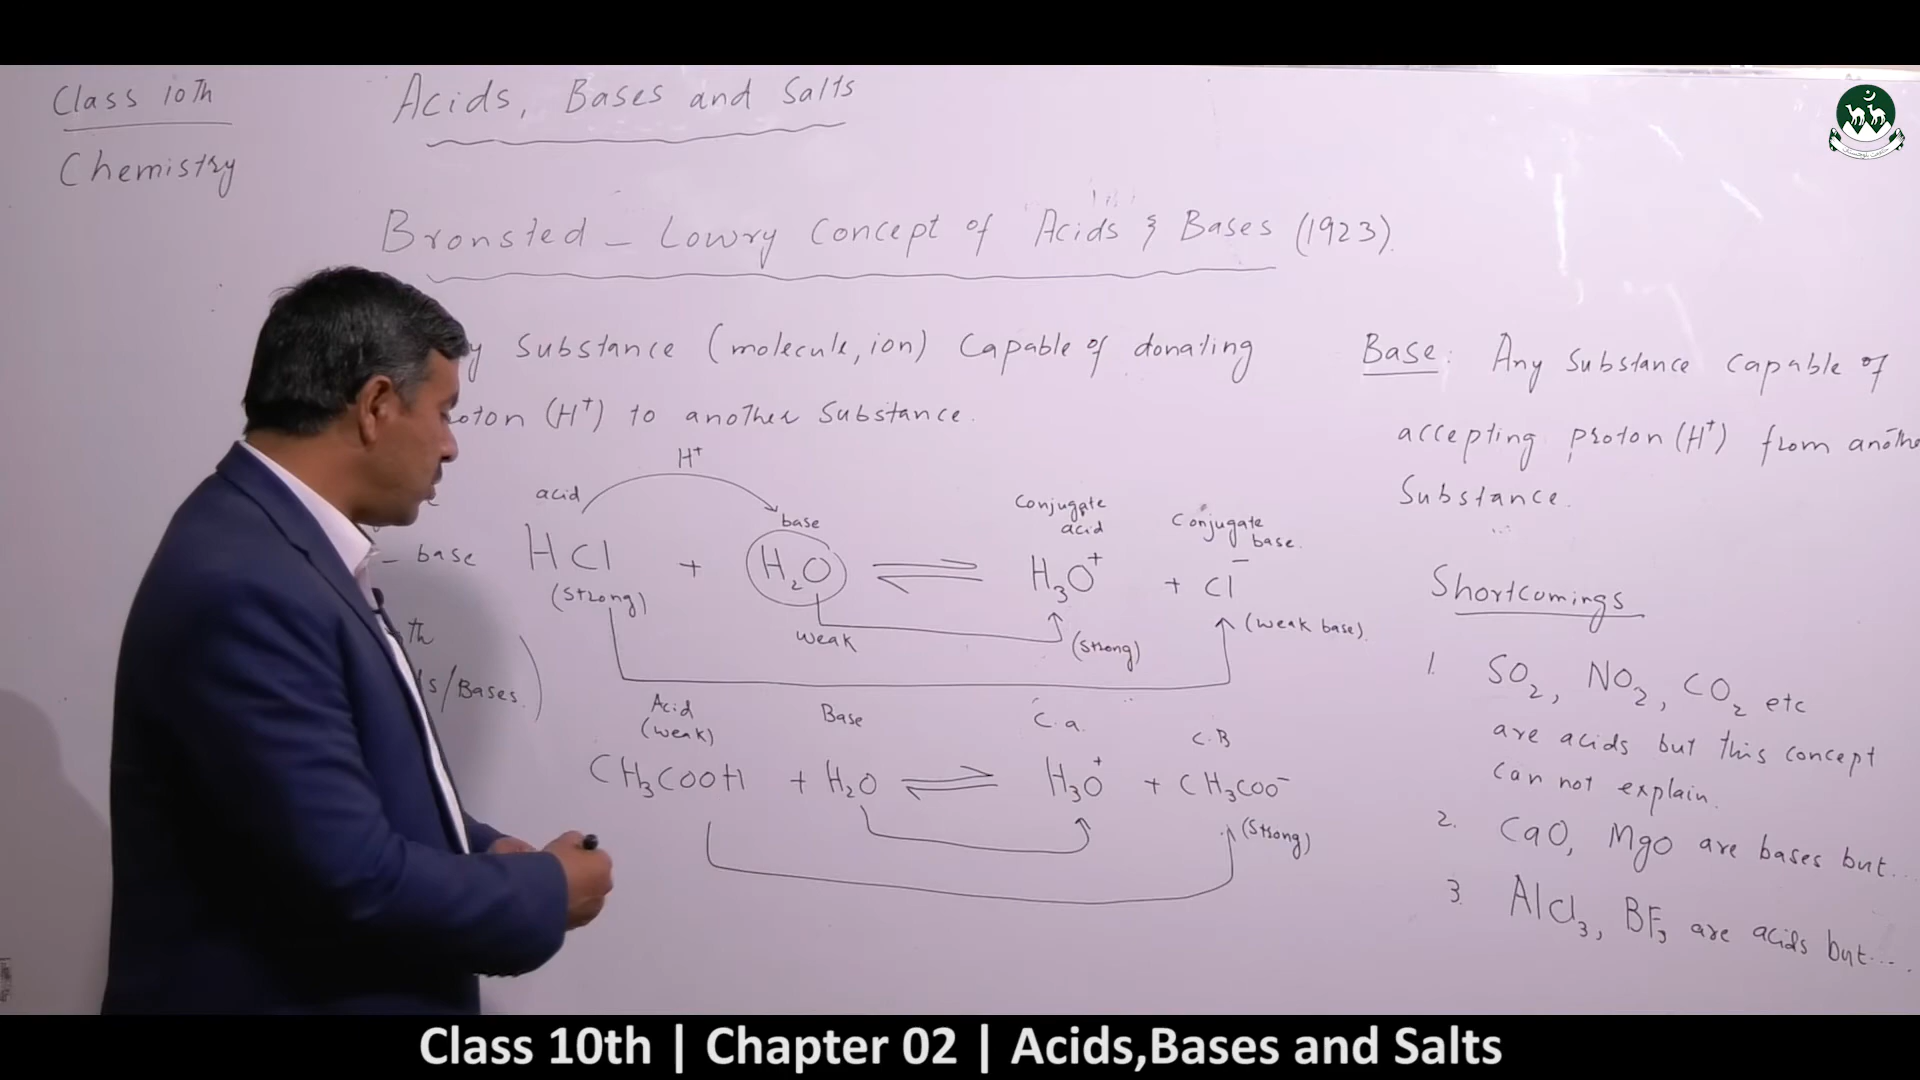 Class 10th
Chemistry
Acids, Bases and Salts
Bronsted - Lowry Concept of Acids & Bases (1923).
substance (molecule, ion) Capable of donating
(H⁺) to another Substance.
Base: Any Substance capable of
accepting proton (H⁺) from
Substance.
H⁺
acid
base
Conjugate acid
Conjugate base.
- base
HCl + H₂O ⇌ H₃O⁺ + Cl⁻
(Strong)
weak
(Strong)
(weak base).
/Bases.)
Acid (weak)
Base
C.a.
C.B
CH₃COOH + H₂O ⇌ H₃O⁺ + CH₃COO⁻
(Strong)
Shortcomings
1. SO₂, NO₂, CO₂ etc
are acids but this concept
can not explain.
2. CaO, MgO are bases but...
3. AlCl₃, BF₃ are acids but....
Class 10th | Chapter 02 | Acids,Bases and Salts